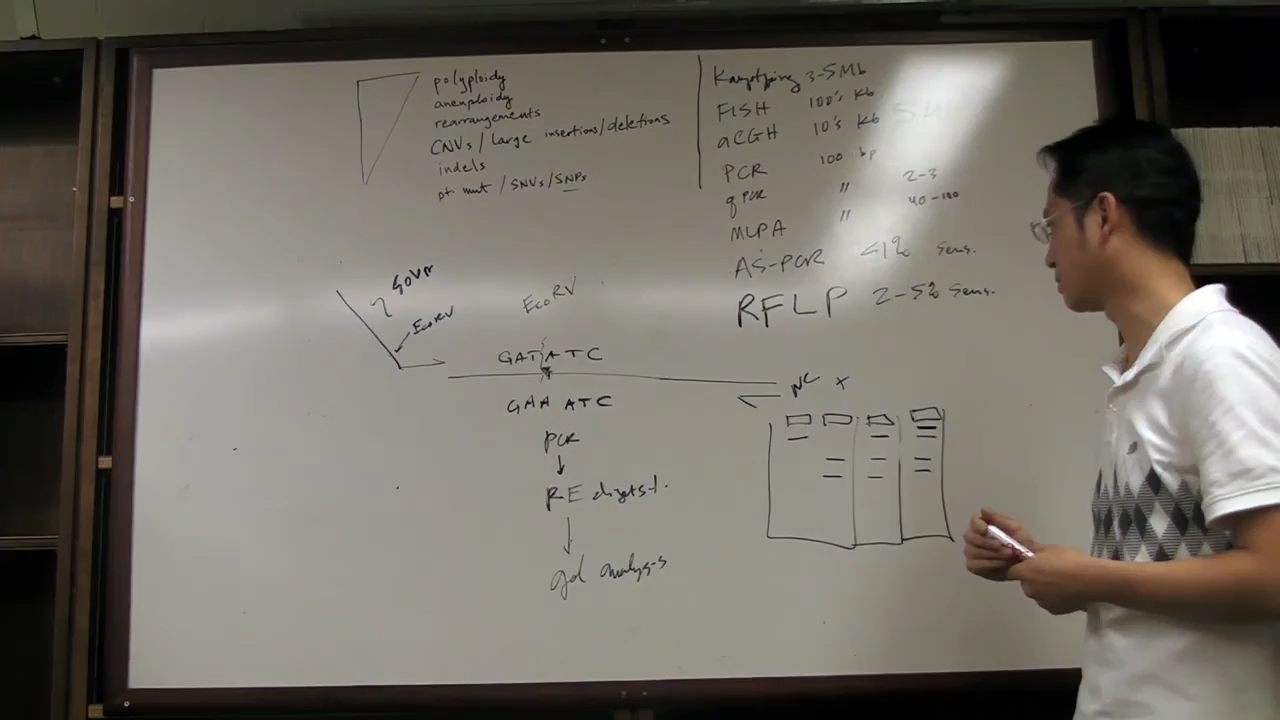 polyploidy
aneuploidy
rearrangements
CNVs / large insertions/deletions
indels
pt mut / SNVs / SNPs
Karyotyping 3-5Mb
FISH 100's Kb
aCGH 10's Kb
PCR 100 bp
qPCR " 2-3
MLPA " 40-100
AS-PCR <1% Sens.
RFLP 2-5% Sens.
EcoRV
EcoRV
GATATC
GAA ATC
NC +
PCR
RE digest.
gel analysis